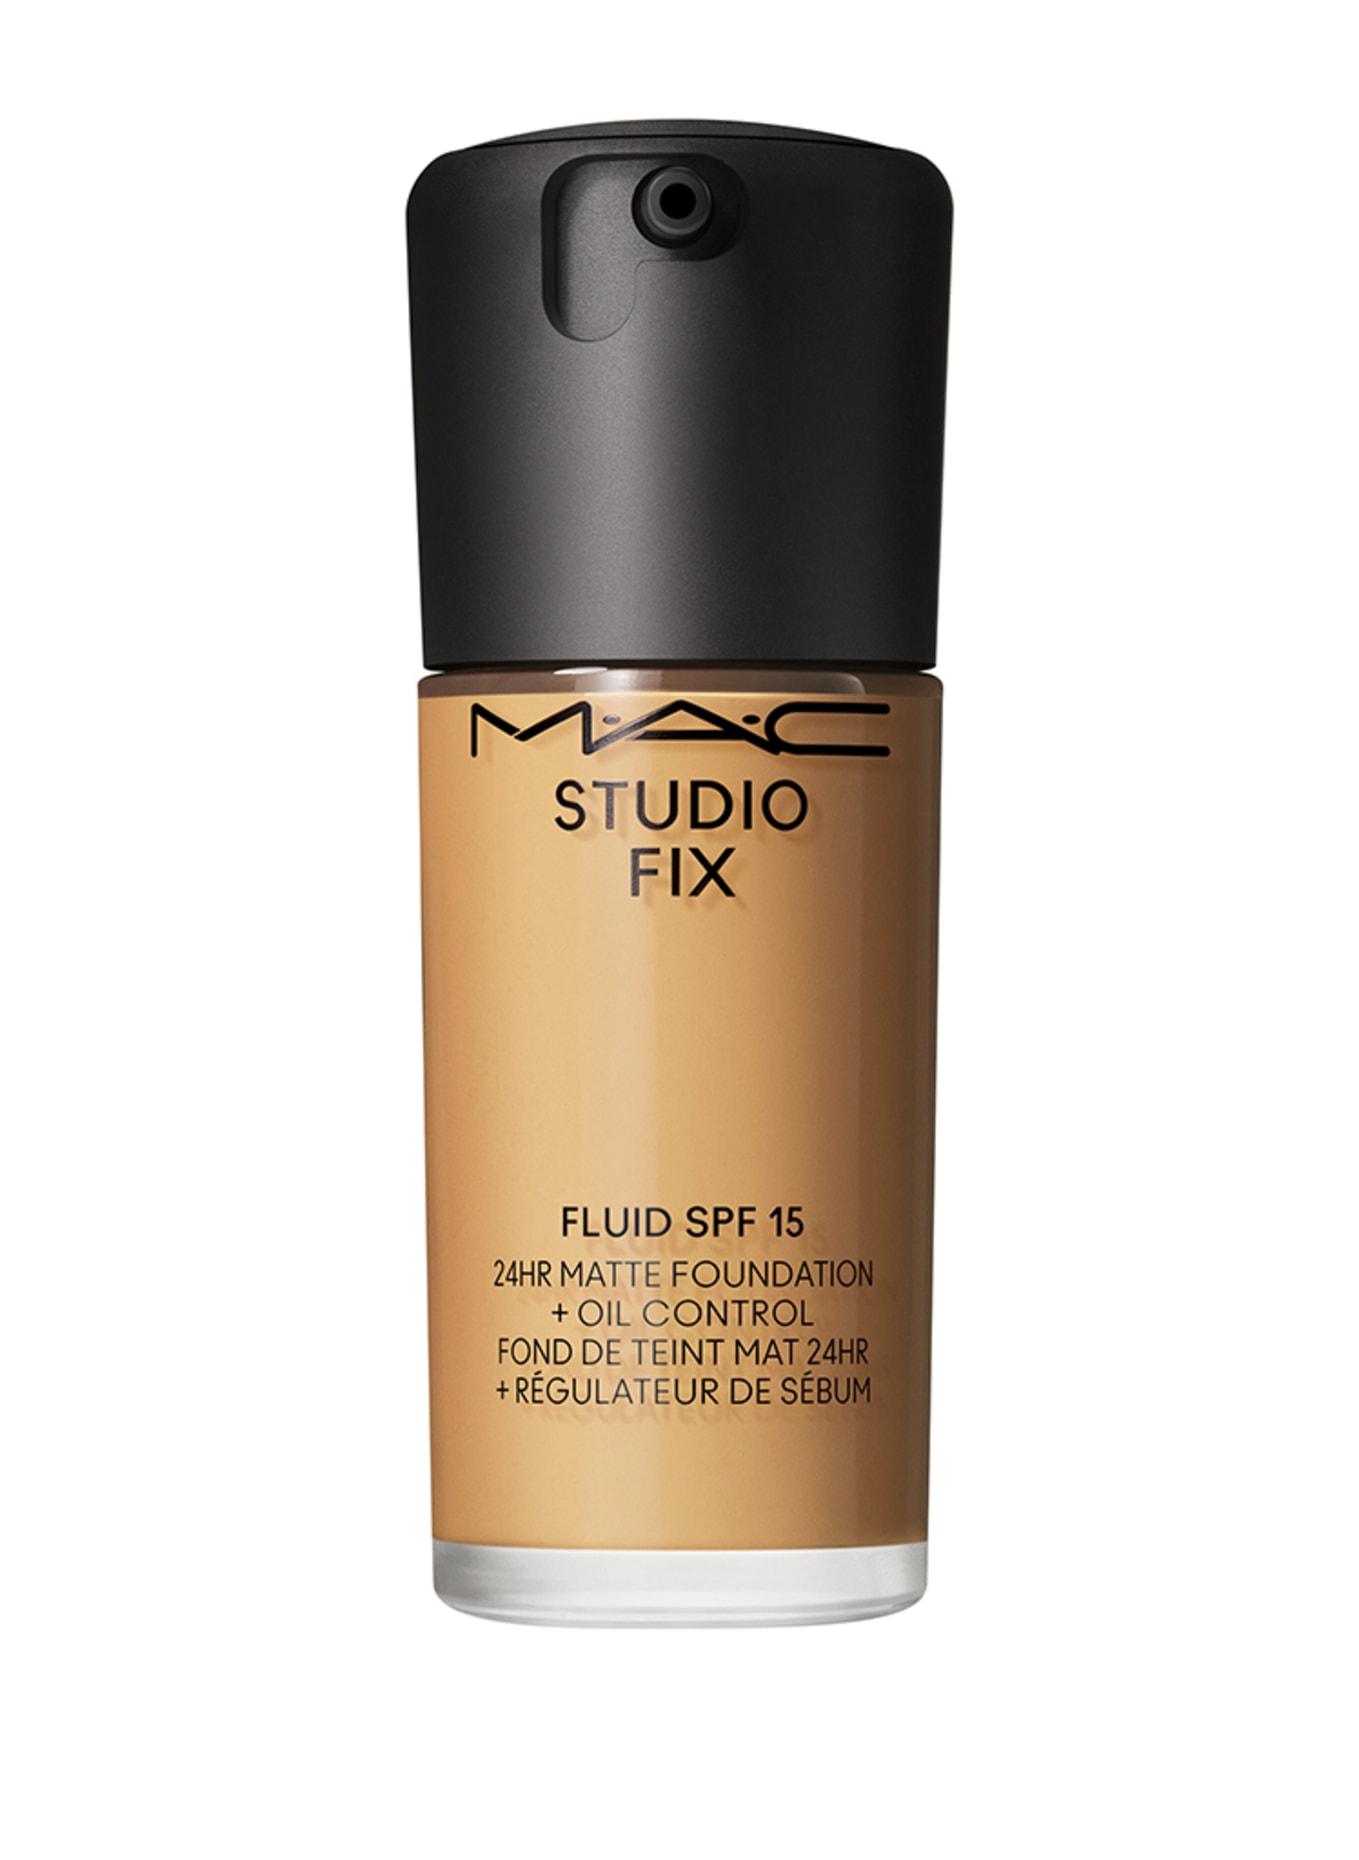 M·A·C
STUDIO
FIX
FLUID SPF 15
24HR MATTE FOUNDATION
+ OIL CONTROL
FOND DE TEINT MAT 24HR
+ RÉGULATEUR DE SÉBUM